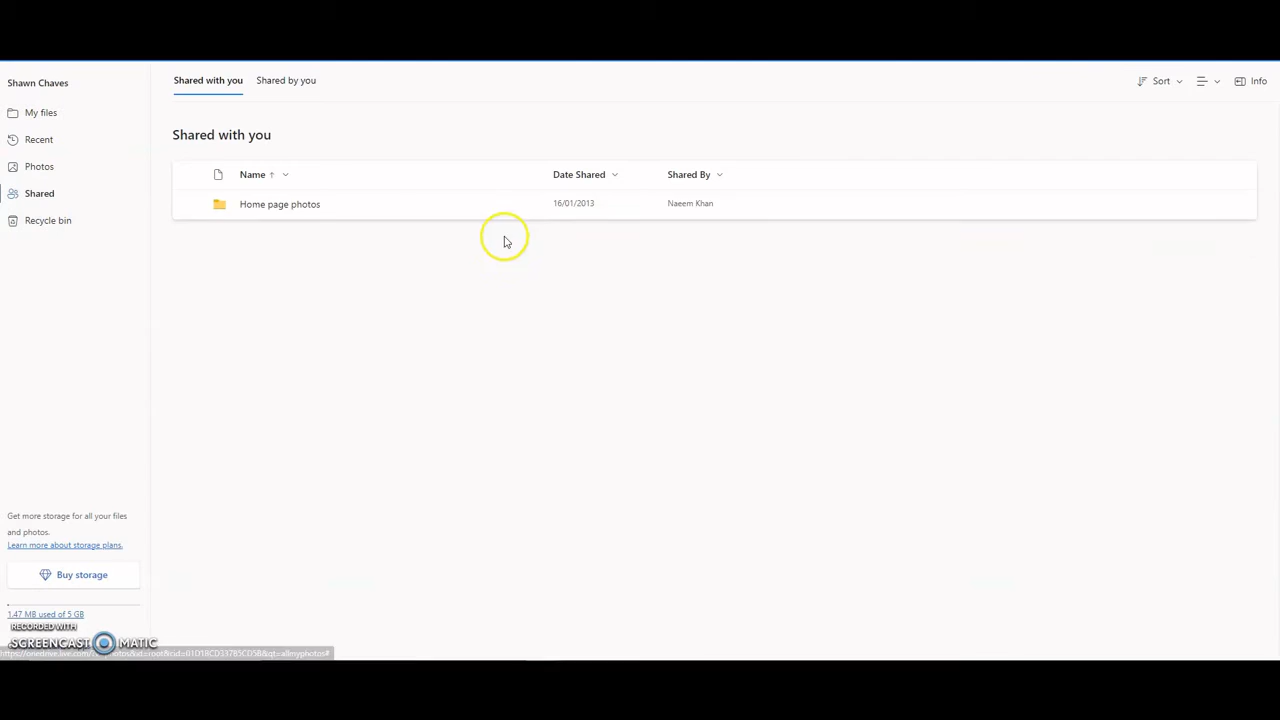 Shawn Chaves
My files
Recent
Photos
Shared
Recycle bin
Shared with you
Shared by you
Sort
Info
Shared with you
Name
Date Shared
Shared By
Home page photos
16/01/2013
Naeem Khan
Get more storage for all your files
and photos.
Learn more about storage plans.
Buy storage
1.47 MB used of 5 GB
RECORDED WITH
SCREENCAST MATIC